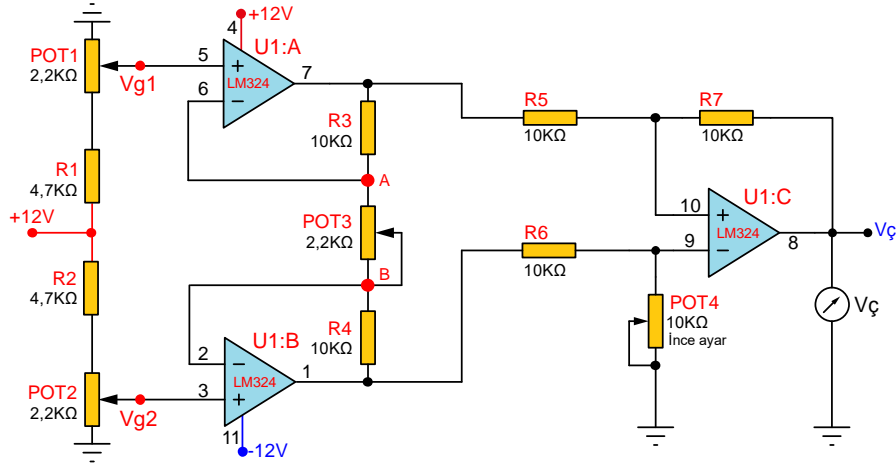 +12V
4
POT1
2,2KΩ
Vg1
5
+
U1:A
LM324
7
6
−
R3
10KΩ
R5
10KΩ
R7
10KΩ
R1
4,7KΩ
A
+12V
POT3
2,2KΩ
U1:C
10
+
LM324
8
Vç
9
−
R6
10KΩ
R2
4,7KΩ
B
POT4
10KΩ
İnce ayar
Vç
U1:B
R4
10KΩ
2
−
LM324
1
3
+
POT2
2,2KΩ
Vg2
11
-12V